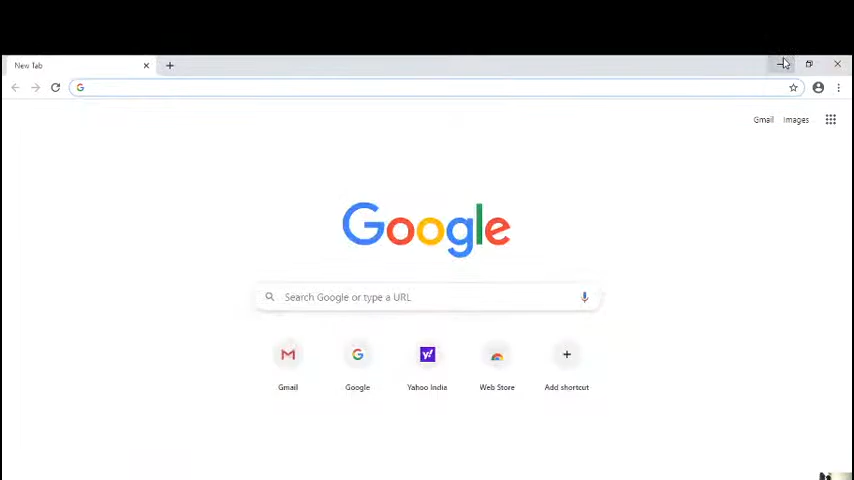 New Tab
Gmail Images
Google
Search Google or type a URL
Gmail Google Yahoo India Web Store Add shortcut